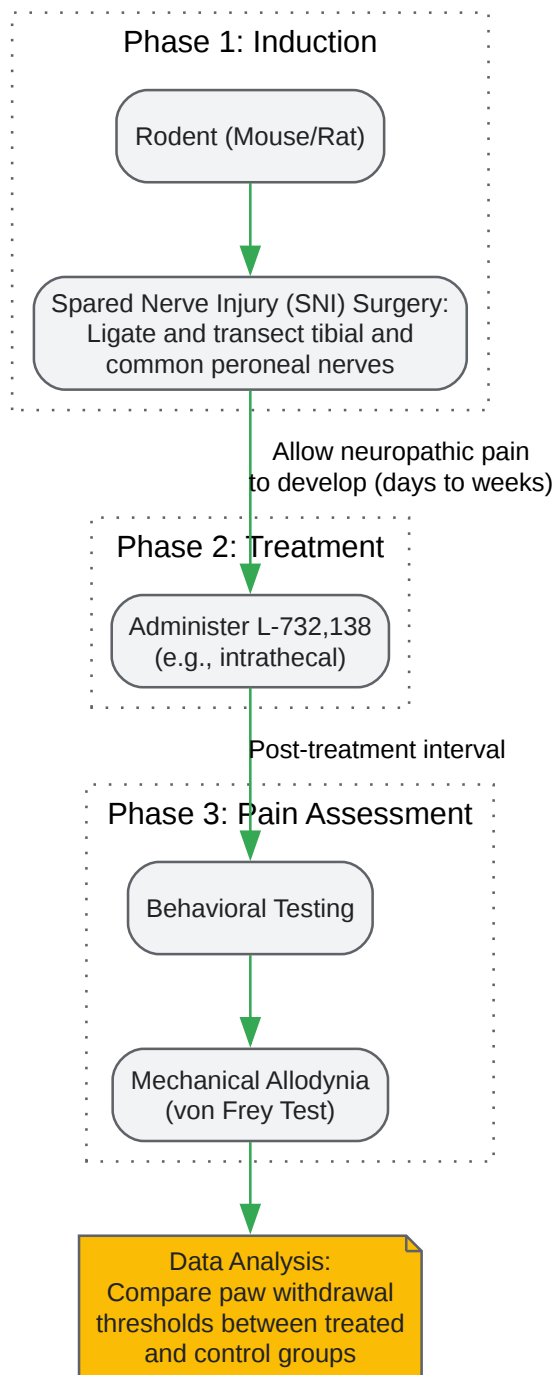 Phase 1: Induction
Rodent (Mouse/Rat)
Spared Nerve Injury (SNI) Surgery:
Ligate and transect tibial and
common peroneal nerves
Allow neuropathic pain
to develop (days to weeks)
Phase 2: Treatment
Administer L-732,138
(e.g., intrathecal)
Post-treatment interval
Phase 3: Pain Assessment
Behavioral Testing
Mechanical Allodynia
(von Frey Test)
Data Analysis:
Compare paw withdrawal
thresholds between treated
and control groups